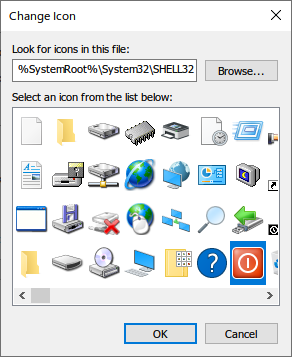 Change Icon
Look for icons in this file:
%SystemRoot%\System32\SHELL32
Browse...
Select an icon from the list below:
OK
Cancel